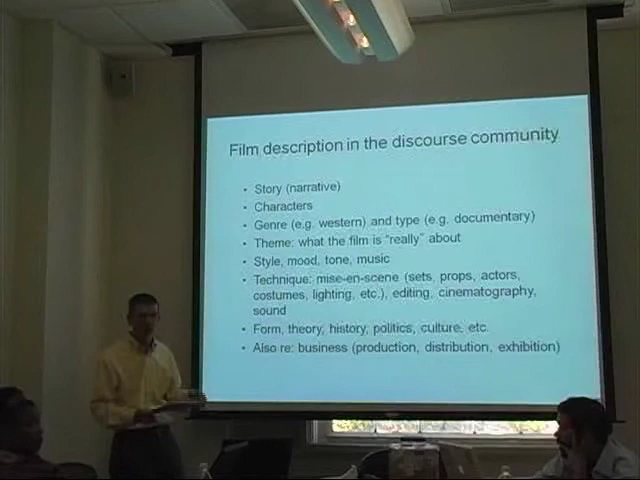 Film description in the discourse community
• Story (narrative)
• Characters
• Genre (e.g. western) and type (e.g. documentary)
• Theme: what the film is "really" about
• Style, mood, tone, music
• Technique: mise-en-scene (sets, props, actors,
costumes, lighting, etc.), editing, cinematography,
sound
• Form, theory, history, politics, culture, etc.
• Also re: business (production, distribution, exhibition)